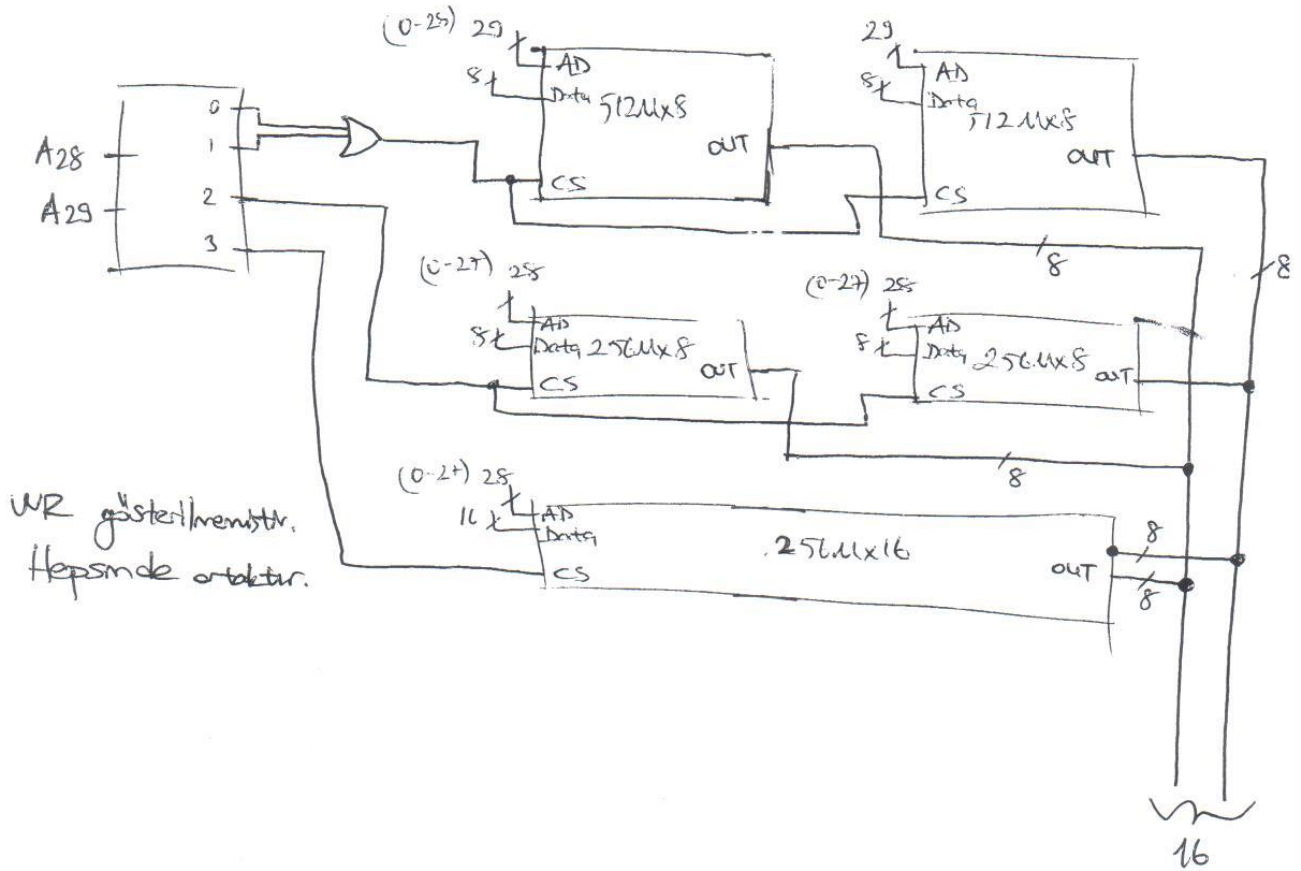 (0-28) 29
AD
8
Data
512Mx8
OUT
CS
29
AD
8
Data
512Mx8
OUT
CS
A28
A29
0
1
2
3
8
8
(0-27) 28
AD
8
Data
256Mx8
OUT
CS
(0-27) 28
AD
8
Data
256Mx8
OUT
CS
8
(0-27) 28
AD
16
Data
256Mx16
OUT
CS
8
8
WR gösterilmemiştir.
Hepsinde ortaktır.
16